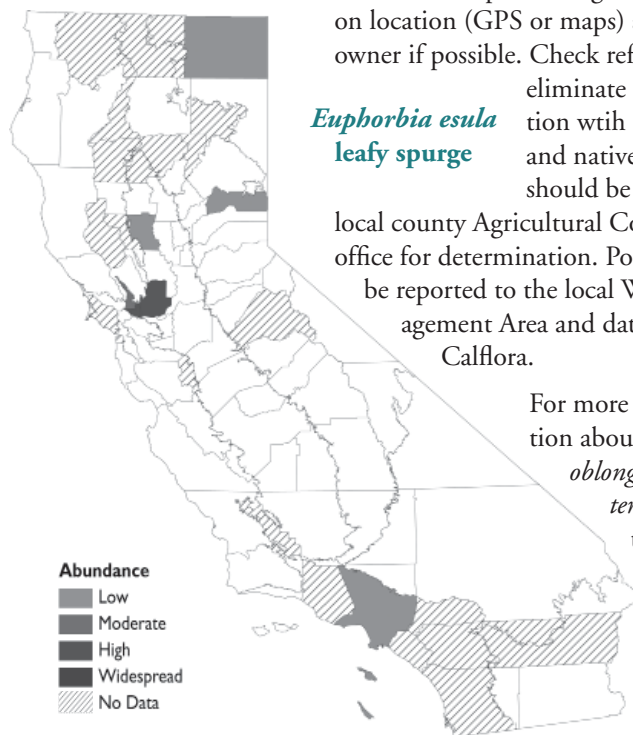 on location (GPS or maps)
owner if possible. Check ref
eliminate
tion wtih
and native
should be
Euphorbia esula
leafy spurge
local county Agricultural Co
office for determination. Po
be reported to the local W
agement Area and dat
Calflora.
For more
tion abou
oblong
ter
Abundance
Low
Moderate
High
Widespread
No Data